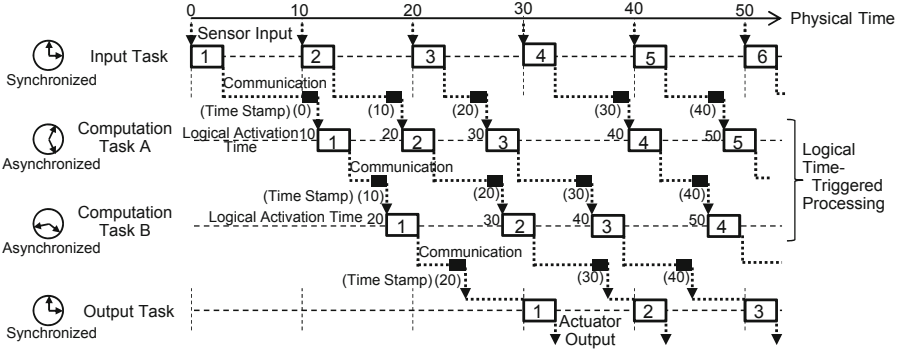 0 10 20 30 40 50 Physical Time
Sensor Input
Synchronized
Input Task 1 2 3 4 5 6
Communication
(Time Stamp) (0) (10) (20) (30) (40)
Asynchronized
Computation
Task A
Logical Activation
Time
10 1 20 2 30 3 40 4 50 5
Communication
(Time Stamp) (10) (20) (30) (40)
Logical
Time-
Triggered
Processing
Asynchronized
Computation
Task B
Logical Activation Time 20 1 30 2 40 3 50 4
Communication
(Time Stamp) (20) (30) (40)
Synchronized
Output Task 1 2 3
Actuator
Output